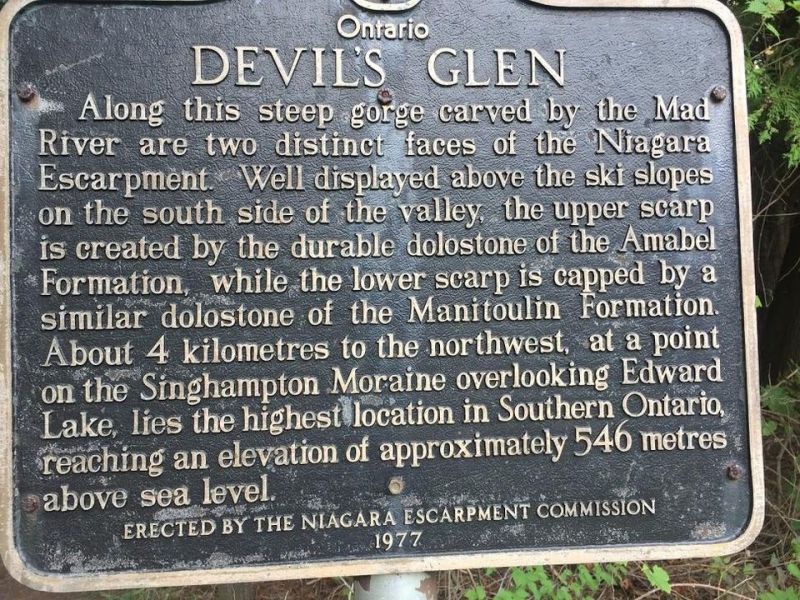 Ontario
DEVIL'S GLEN
Along this steep gorge carved by the Mad
River are two distinct faces of the Niagara
Escarpment. Well displayed above the ski slopes
on the south side of the valley, the upper scarp
is created by the durable dolostone of the Amabel
Formation, while the lower scarp is capped by a
similar dolostone of the Manitoulin Formation.
About 4 kilometres to the northwest, at a point
on the Singhampton Moraine overlooking Edward
Lake, lies the highest location in Southern Ontario,
reaching an elevation of approximately 546 metres
above sea level.
ERECTED BY THE NIAGARA ESCARPMENT COMMISSION
1977